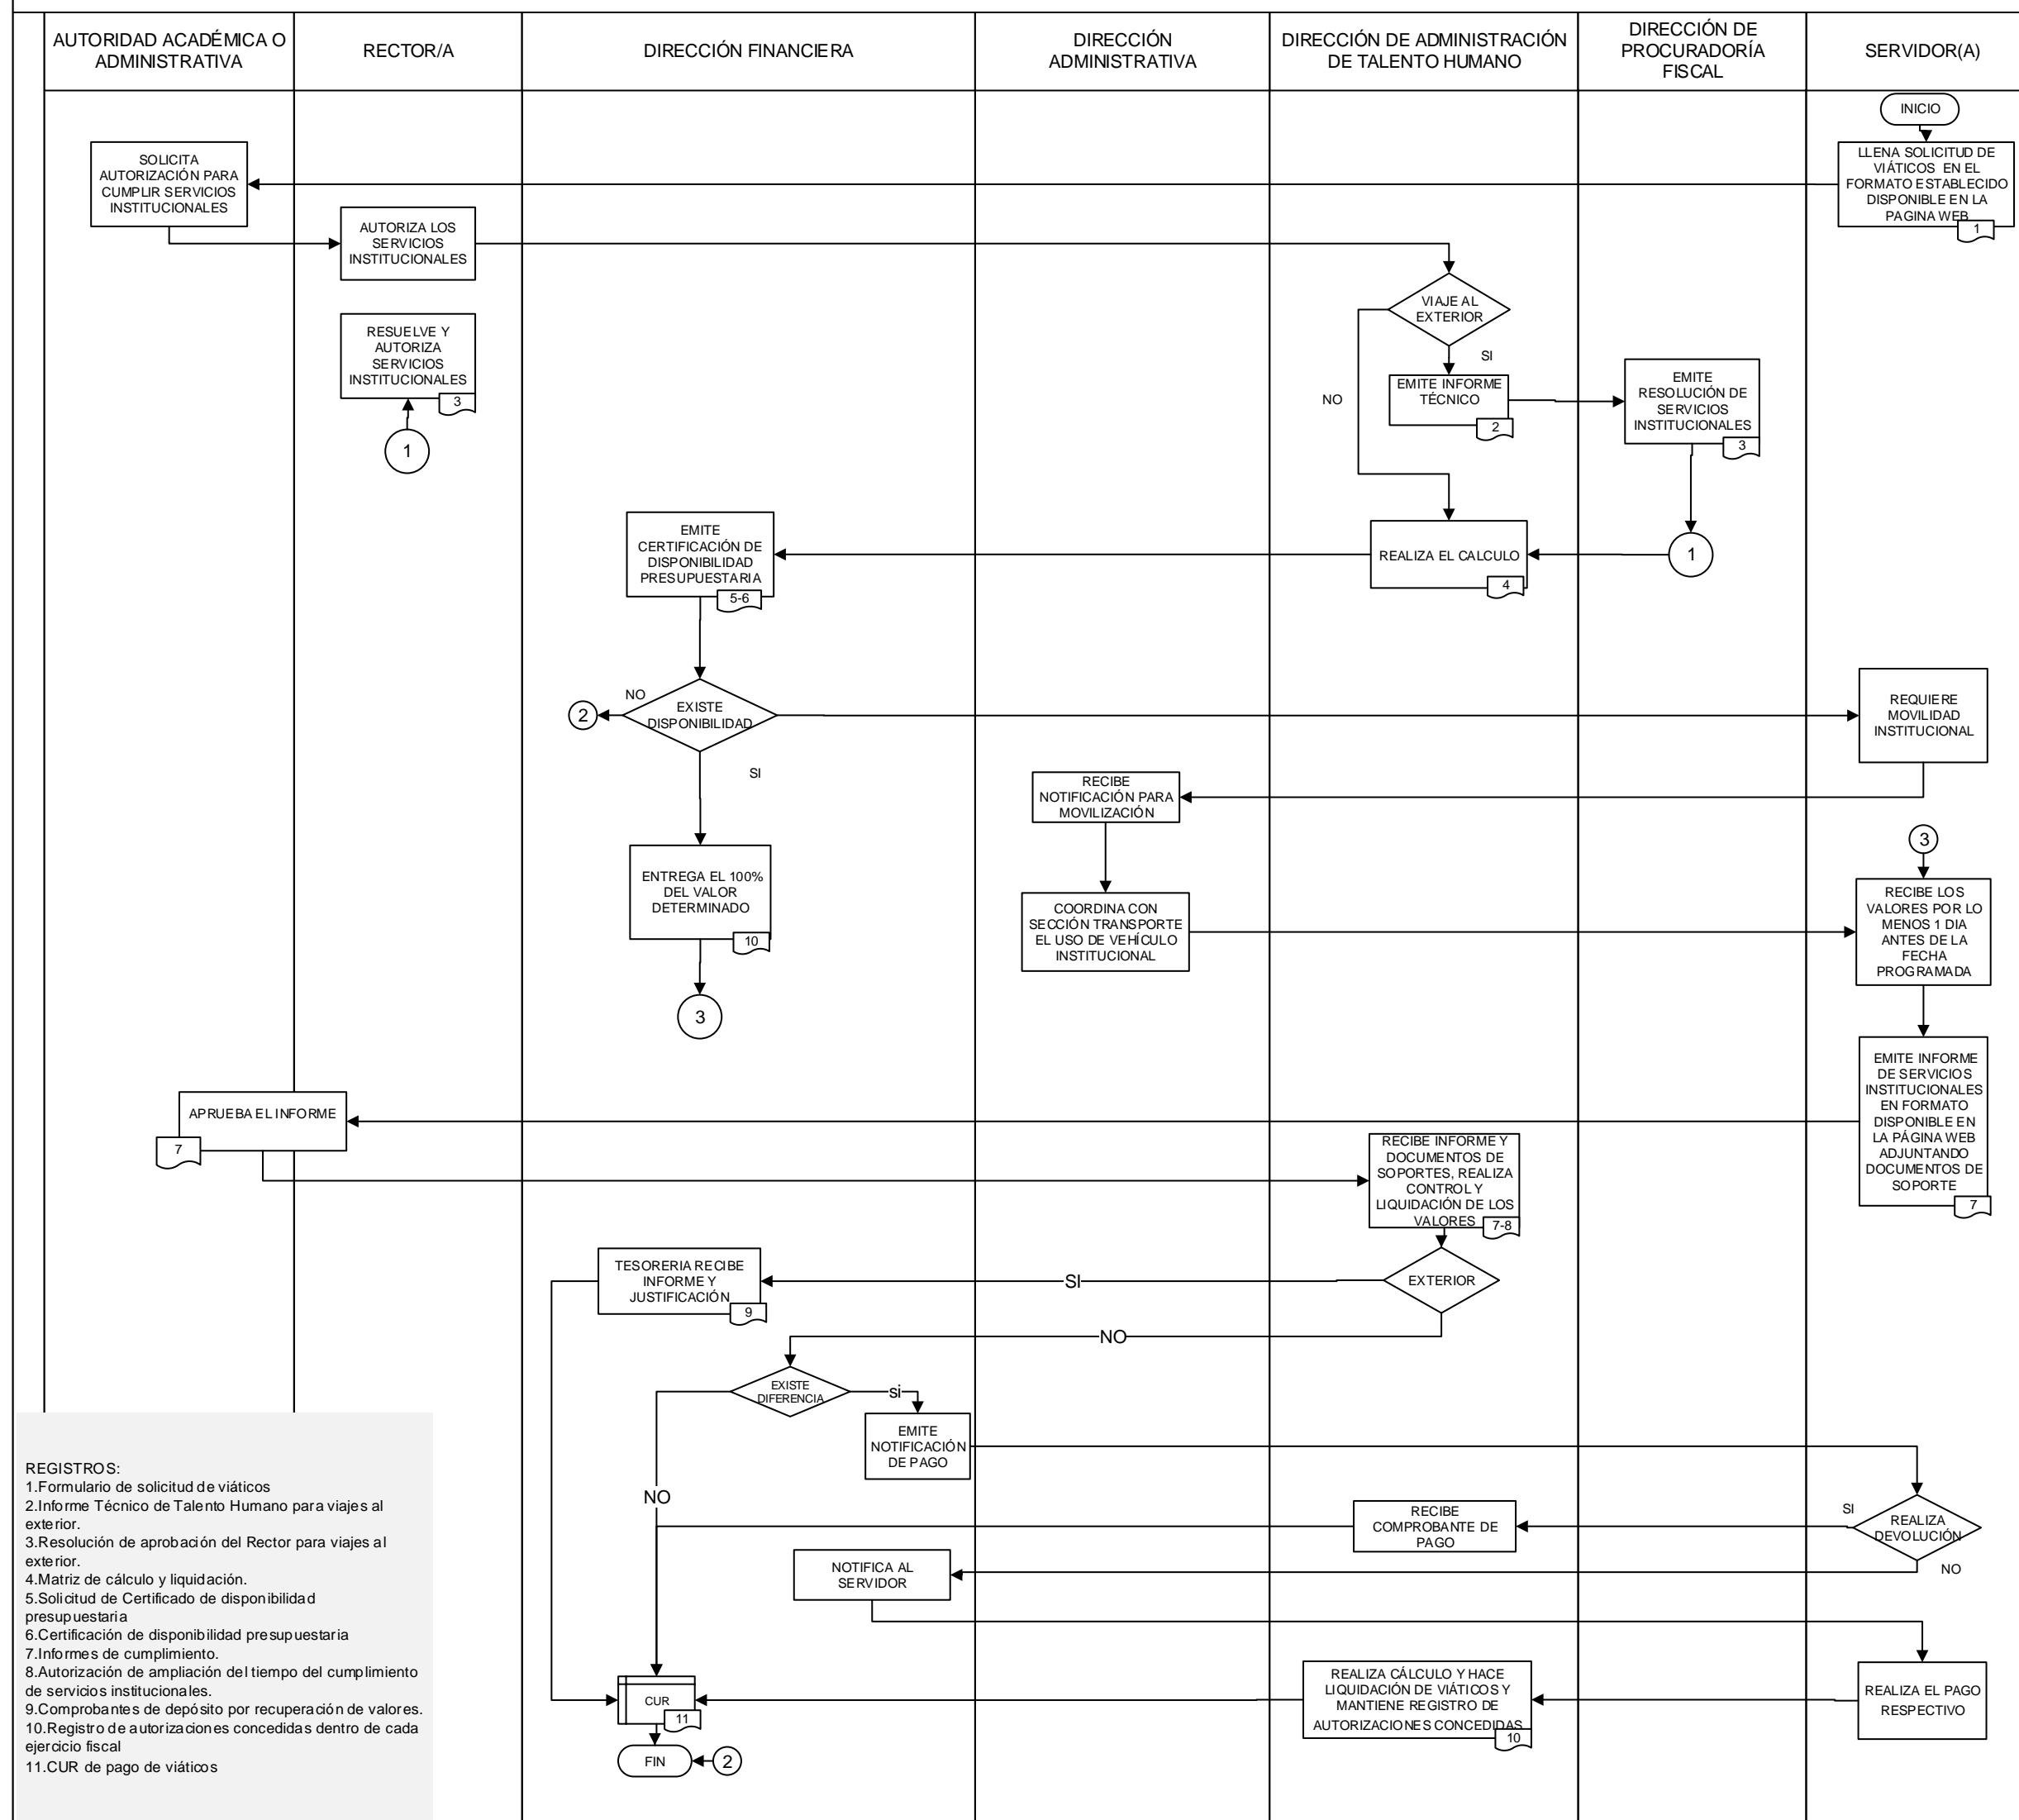 AUTORIDAD ACADÉMICA O
ADMINISTRATIVA
RECTOR/A
DIRECCIÓN FINANCIERA
DIRECCIÓN
ADMINISTRATIVA
DIRECCIÓN DE ADMINISTRACIÓN
DE TALENTO HUMANO
DIRECCIÓN DE
PROCURADORÍA
FISCAL
SERVIDOR(A)
INICIO
LLENA SOLICITUD DE
VIÁTICOS EN EL
FORMATO ESTABLECIDO
DISPONIBLE EN LA
PAGINA WEB
1
SOLICITA
AUTORIZACIÓN PARA
CUMPLIR SERVICIOS
INSTITUCIONALES
AUTORIZA LOS
SERVICIOS
INSTITUCIONALES
VIAJE AL
EXTERIOR
SI
NO
RESUELVE Y
AUTORIZA
SERVICIOS
INSTITUCIONALES
3
1
EMITE INFORME
TÉCNICO
2
EMITE
RESOLUCIÓN DE
SERVICIOS
INSTITUCIONALES
3
1
REALIZA EL CALCULO
4
EMITE
CERTIFICACIÓN DE
DISPONIBILIDAD
PRESUPUESTARIA
5-6
EXISTE
DISPONIBILIDAD
NO
2
SI
REQUIERE
MOVILIDAD
INSTITUCIONAL
RECIBE
NOTIFICACIÓN PARA
MOVILIZACIÓN
ENTREGA EL 100%
DEL VALOR
DETERMINADO
10
3
COORDINA CON
SECCIÓN TRANSPORTE
EL USO DE VEHÍCULO
INSTITUCIONAL
3
RECIBE LOS
VALORES POR LO
MENOS 1 DIA
ANTES DE LA
FECHA
PROGRAMADA
EMITE INFORME
DE SERVICIOS
INSTITUCIONALES
EN FORMATO
DISPONIBLE EN
LA PÁGINA WEB
ADJUNTANDO
DOCUMENTOS DE
SOPORTE
7
APRUEBA EL INFORME
7
RECIBE INFORME Y
DOCUMENTOS DE
SOPORTES, REALIZA
CONTROL Y
LIQUIDACIÓN DE LOS
VALORES
7-8
EXTERIOR
SI
NO
TESORERIA RECIBE
INFORME Y
JUSTIFICACIÓN
9
EXISTE
DIFERENCIA
si
NO
EMITE
NOTIFICACIÓN
DE PAGO
REALIZA
DEVOLUCIÓN
SI
NO
RECIBE
COMPROBANTE DE
PAGO
NOTIFICA AL
SERVIDOR
REALIZA EL PAGO
RESPECTIVO
REALIZA CÁLCULO Y HACE
LIQUIDACIÓN DE VIÁTICOS Y
MANTIENE REGISTRO DE
AUTORIZACIONES CONCEDIDAS
10
CUR
11
FIN
2
REGISTROS:
1.Formulario de solicitud de viáticos
2.Informe Técnico de Talento Humano para viajes al
exterior.
3.Resolución de aprobación del Rector para viajes al
exterior.
4.Matriz de cálculo y liquidación.
5.Solicitud de Certificado de disponibilidad
presupuestaria
6.Certificación de disponibilidad presupuestaria
7.Informes de cumplimiento.
8.Autorización de ampliación del tiempo del cumplimiento
de servicios institucionales.
9.Comprobantes de depósito por recuperación de valores.
10.Registro de autorizaciones concedidas dentro de cada
ejercicio fiscal
11.CUR de pago de viáticos